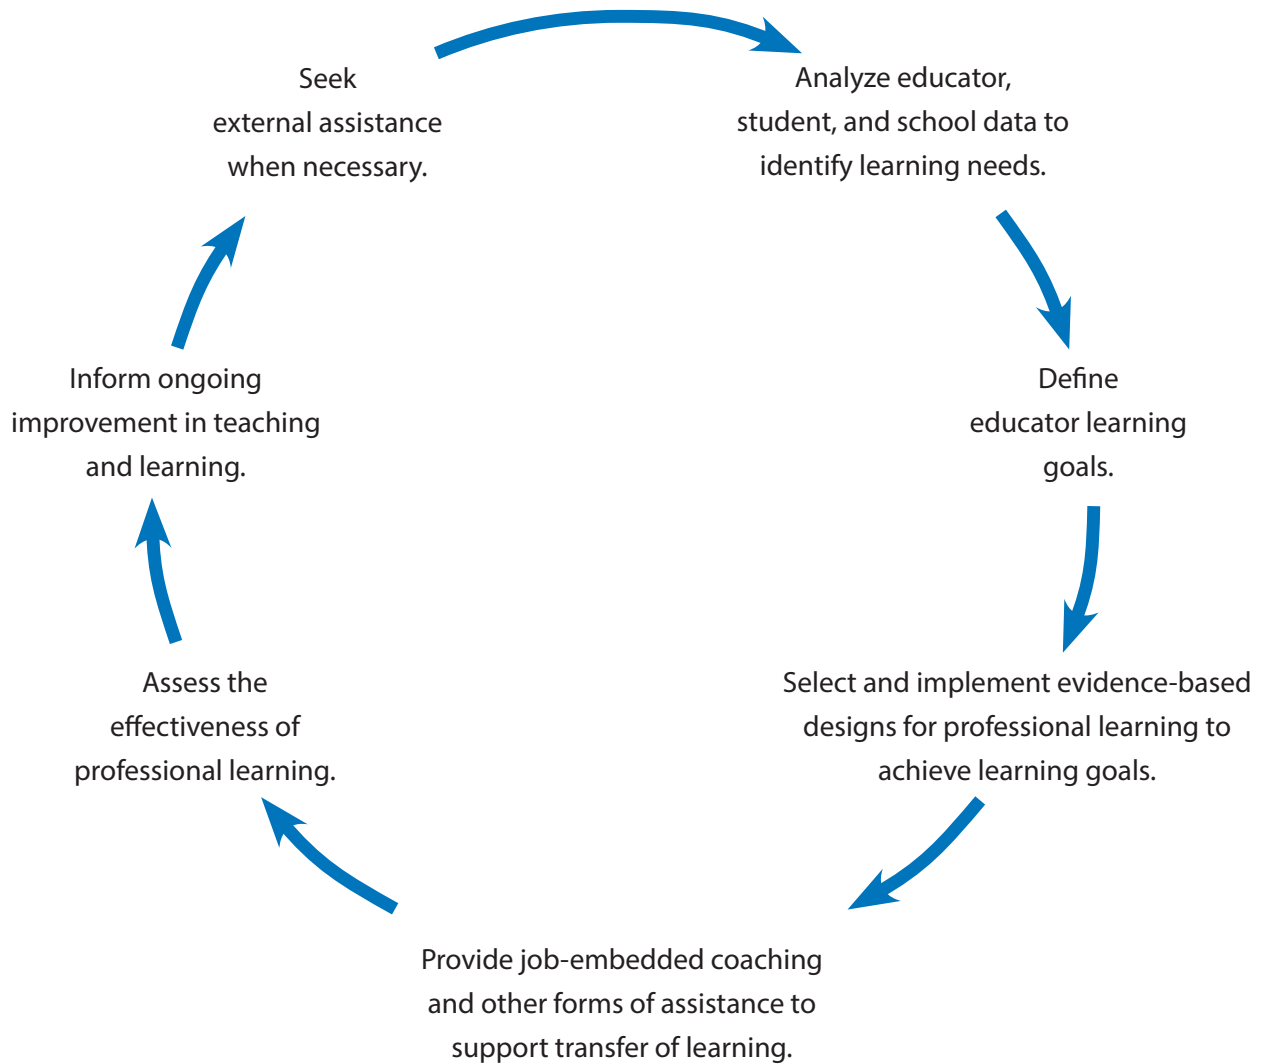 Seek
external assistance
when necessary.
Analyze educator,
student, and school data to
identify learning needs.
Define
educator learning
goals.
Select and implement evidence-based
designs for professional learning to
achieve learning goals.
Provide job-embedded coaching
and other forms of assistance to
support transfer of learning.
Assess the
effectiveness of
professional learning.
Inform ongoing
improvement in teaching
and learning.